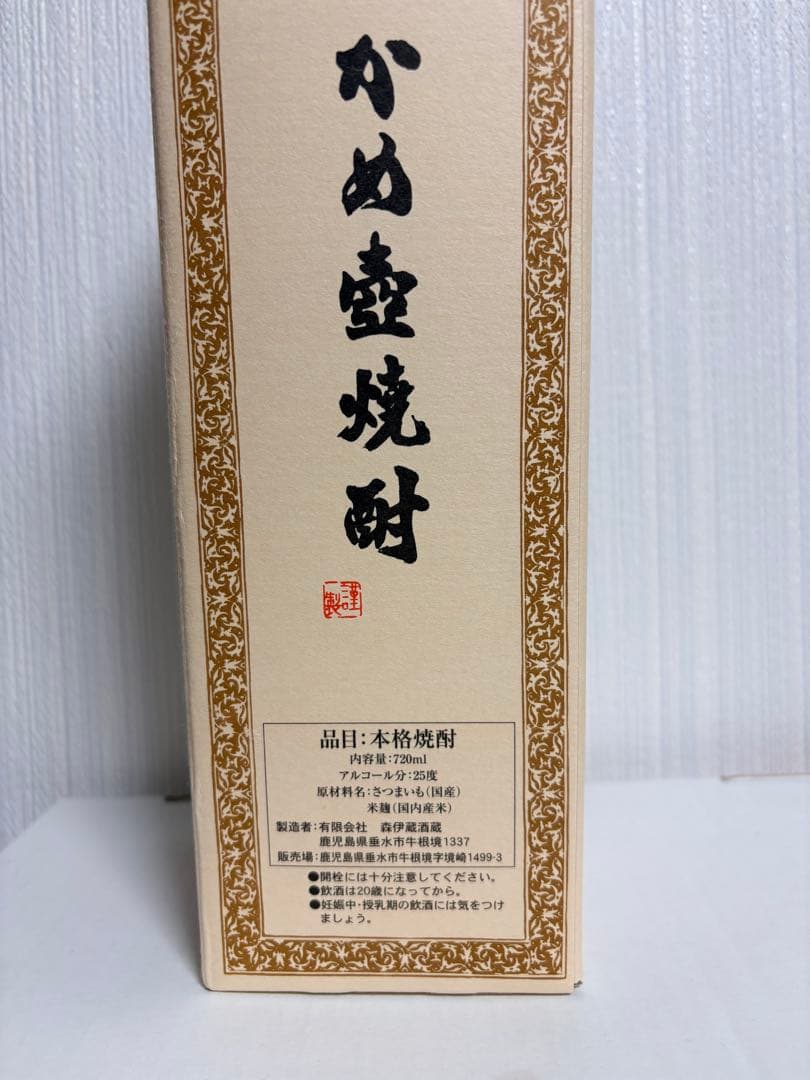 かめ壺焼酎
謹製
品目：本格焼酎
内容量：720ml
アルコール分：25度
原材料名：さつまいも（国産）
米麹（国内産米）
製造者：有限会社　森伊蔵酒蔵
鹿児島県垂水市牛根境1337
販売場：鹿児島県垂水市牛根境字境崎1499-3
●開栓には十分注意してください。
●飲酒は20歳になってから。
●妊娠中・授乳期の飲酒には気をつけ
ましょう。